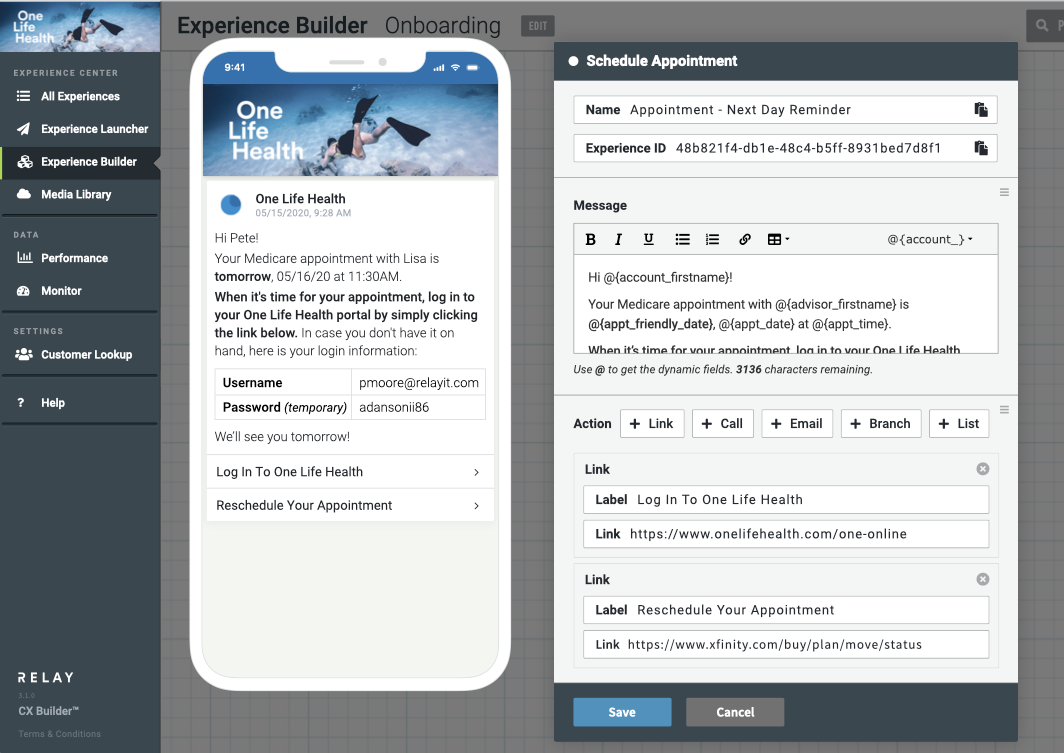 One
Life
Health
EXPERIENCE CENTER
All Experiences
Experience Launcher
Experience Builder
Media Library
DATA
Performance
Monitor
SETTINGS
Customer Lookup
? Help
RELAY
3.1.0
CX Builder™
Terms & Conditions
Experience Builder Onboarding EDIT
9:41
One
Life
Health
One Life Health
05/15/2020, 9:28 AM
Hi Pete!
Your Medicare appointment with Lisa is
tomorrow, 05/16/20 at 11:30AM.
When it's time for your appointment, log in to
your One Life Health portal by simply clicking
the link below. In case you don't have it on
hand, here is your login information:
Username pmoore@relayit.com
Password (temporary) adansonii86
We'll see you tomorrow!
Log In To One Life Health
Reschedule Your Appointment
Schedule Appointment
Name Appointment - Next Day Reminder
Experience ID 48b821f4-db1e-48c4-b5ff-8931bed7d8f1
Message
B I U @{account_}
Hi @{account_firstname}!
Your Medicare appointment with @{advisor_firstname} is
@{appt_friendly_date}, @{appt_date} at @{appt_time}.
When it's time for your appointment, log in to your One Life Health
Use @ to get the dynamic fields. 3136 characters remaining.
Action + Link + Call + Email + Branch + List
Link
Label Log In To One Life Health
Link https://www.onelifehealth.com/one-online
Link
Label Reschedule Your Appointment
Link https://www.xfinity.com/buy/plan/move/status
Save Cancel